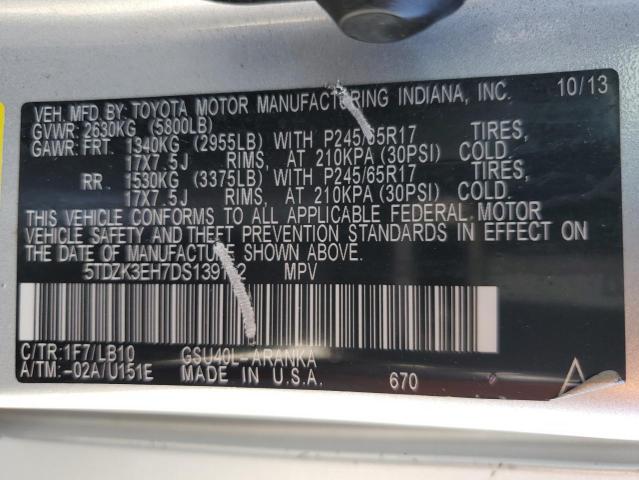 VEH. MFD. BY: TOYOTA MOTOR MANUFACTURING INDIANA, INC. 10/13
GVWR: 2630KG (5800LB)
GAWR: FRT. 1340KG (2955LB) WITH P245/65R17 TIRES,
17X7.5J RIMS, AT 210KPA (30PSI) COLD.
RR 1530KG (3375LB) WITH P245/65R17 TIRES,
17X7.5J RIMS, AT 210KPA (30PSI) COLD.
THIS VEHICLE CONFORMS TO ALL APPLICABLE FEDERAL MOTOR
VEHICLE SAFETY AND THEFT PREVENTION STANDARDS IN EFFECT ON
THE DATE OF MANUFACTURE SHOWN ABOVE.
MPV
C/TR: 1F7/LB10 GSU40L-ARANKA
A/TM: -02A/U151E MADE IN U.S.A. 670
A